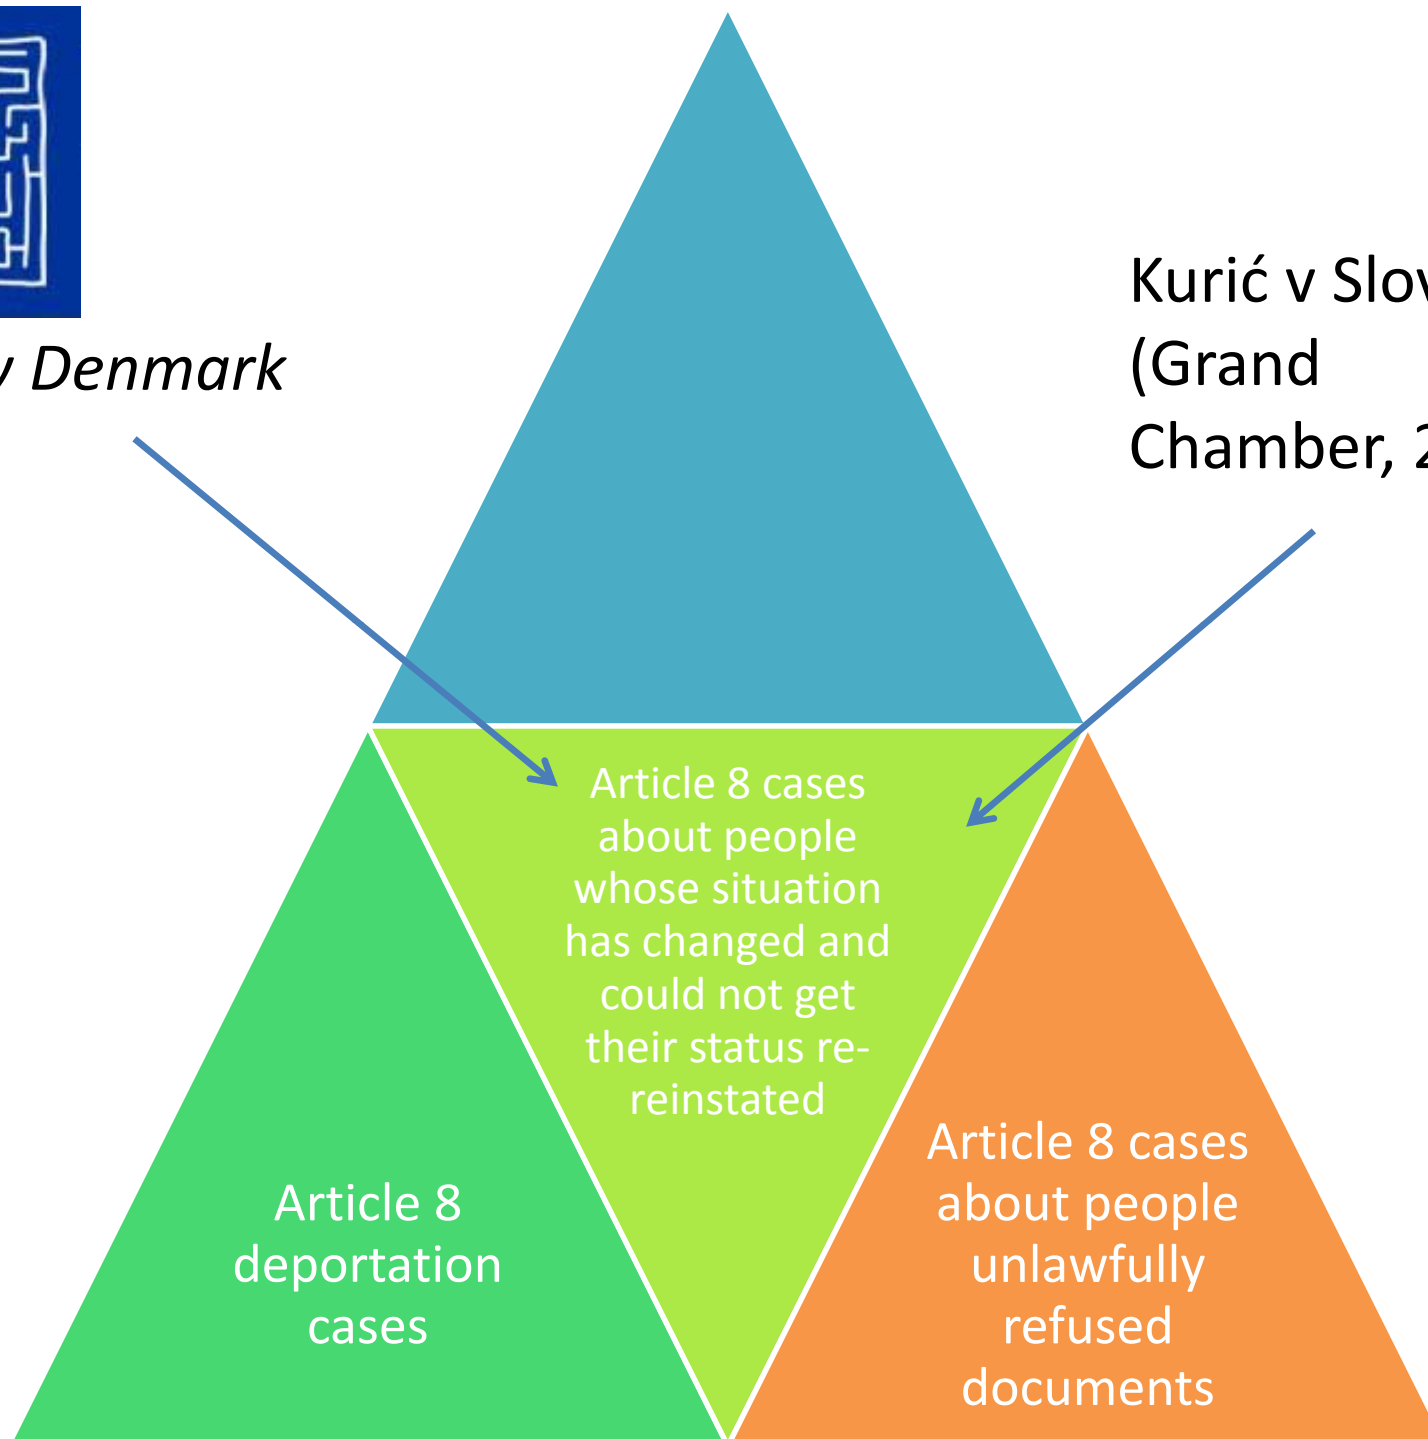 v Denmark
Kurić v Slov
(Grand
Chamber, 2
Article 8 cases
about people
whose situation
has changed and
could not get
their status re-
reinstated
Article 8
deportation
cases
Article 8 cases
about people
unlawfully
refused
documents